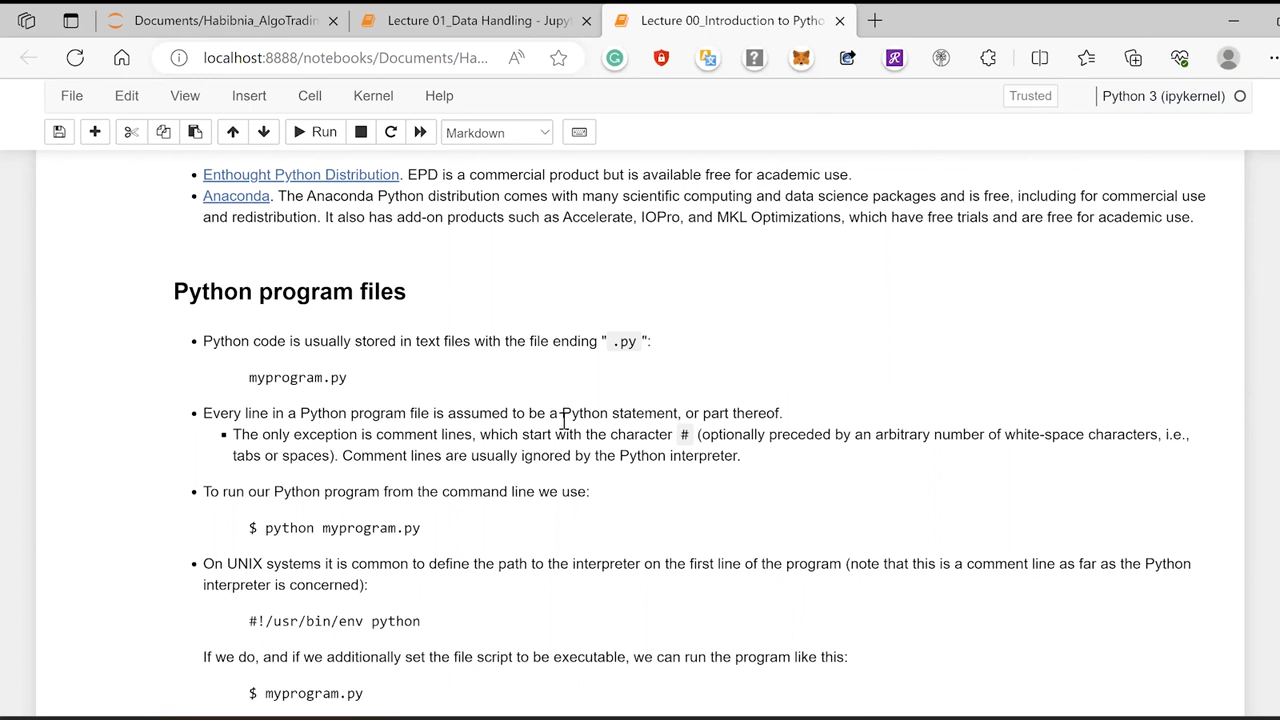 Documents/Habibnia_AlgoTradin
Lecture 01_Data Handling - Jupyt
Lecture 00_Introduction to Pytho
localhost:8888/notebooks/Documents/Ha...
File Edit View Insert Cell Kernel Help Trusted Python 3 (ipykernel)
Run Markdown
Enthought Python Distribution. EPD is a commercial product but is available free for academic use.
Anaconda. The Anaconda Python distribution comes with many scientific computing and data science packages and is free, including for commercial use
and redistribution. It also has add-on products such as Accelerate, IOPro, and MKL Optimizations, which have free trials and are free for academic use.
Python program files
Python code is usually stored in text files with the file ending ".py":
myprogram.py
Every line in a Python program file is assumed to be a Python statement, or part thereof.
The only exception is comment lines, which start with the character # (optionally preceded by an arbitrary number of white-space characters, i.e.,
tabs or spaces). Comment lines are usually ignored by the Python interpreter.
To run our Python program from the command line we use:
$ python myprogram.py
On UNIX systems it is common to define the path to the interpreter on the first line of the program (note that this is a comment line as far as the Python
interpreter is concerned):
#!/usr/bin/env python
If we do, and if we additionally set the file script to be executable, we can run the program like this:
$ myprogram.py